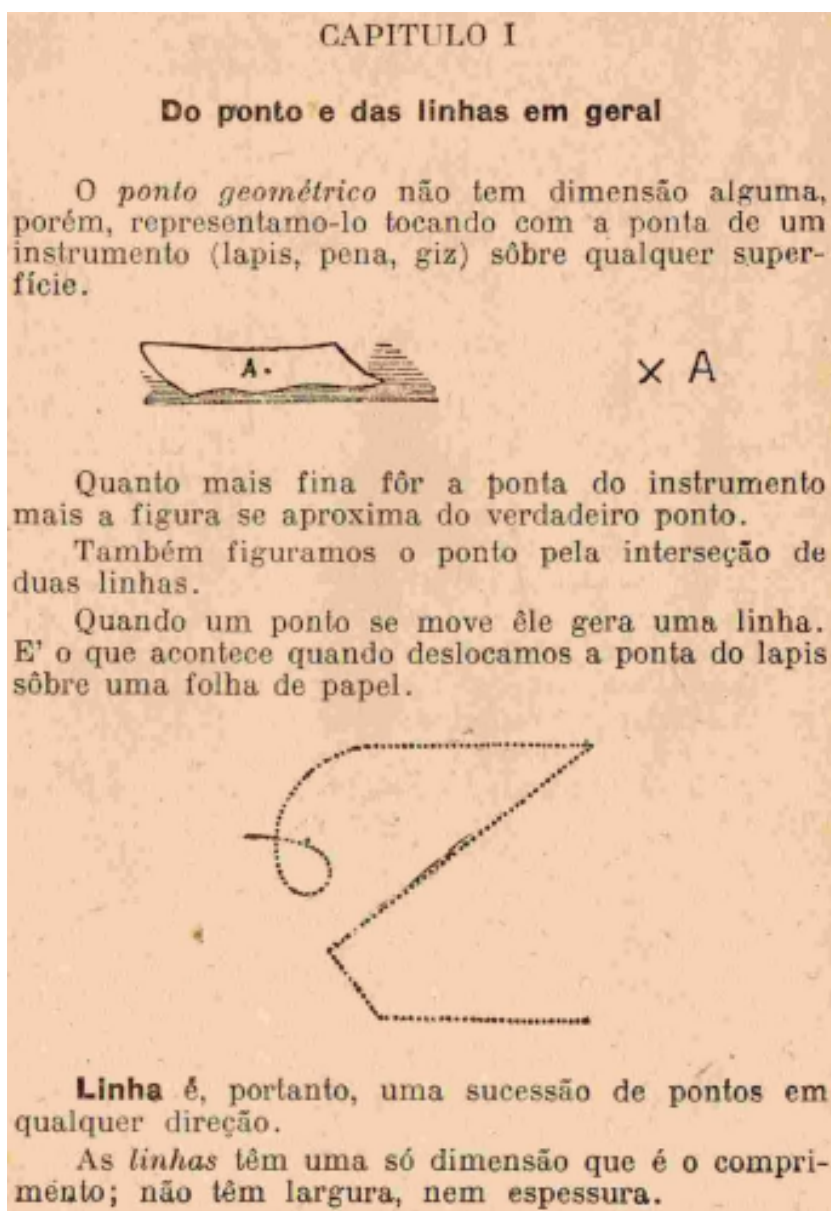 CAPITULO I
Do ponto e das linhas em geral
O ponto geométrico não tem dimensão alguma,
porém, representamo-lo tocando com a ponta de um
instrumento (lapis, pena, giz) sôbre qualquer super-
fície.
A.
× A
Quanto mais fina fôr a ponta do instrumento
mais a figura se aproxima do verdadeiro ponto.
Também figuramos o ponto pela interseção de
duas linhas.
Quando um ponto se move êle gera uma linha.
E' o que acontece quando deslocamos a ponta do lapis
sôbre uma folha de papel.
Linha é, portanto, uma sucessão de pontos em
qualquer direção.
As linhas têm uma só dimensão que é o compri-
mento; não têm largura, nem espessura.